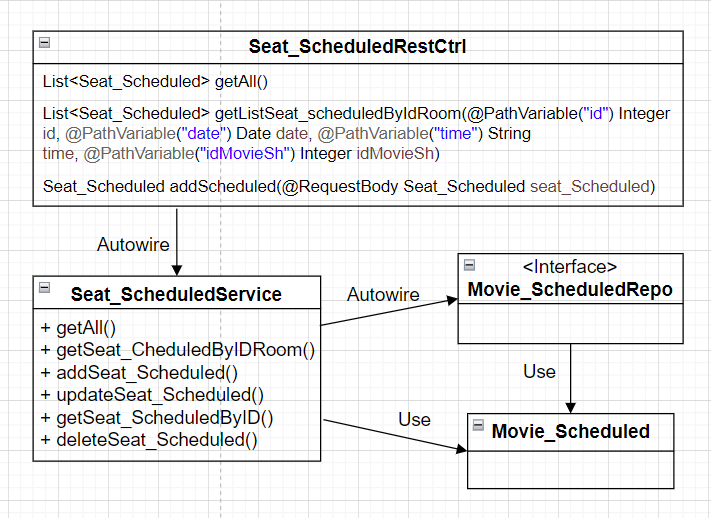 Seat_ScheduledRestCtrl
List<Seat_Scheduled> getAll()
List<Seat_Scheduled> getListSeat_scheduledByIdRoom(@PathVariable("id") Integer
id, @PathVariable("date") Date date, @PathVariable("time") String
time, @PathVariable("idMovieSh") Integer idMovieSh)
Seat_Scheduled addScheduled(@RequestBody Seat_Scheduled seat_Scheduled)
Autowire
Seat_ScheduledService
+ getAll()
+ getSeat_CheduledByIDRoom()
+ addSeat_Scheduled()
+ updateSeat_Scheduled()
+ getSeat_ScheduledByID()
+ deleteSeat_Scheduled()
Autowire
<Interface>
Movie_ScheduledRepo
Use
Use
Movie_Scheduled